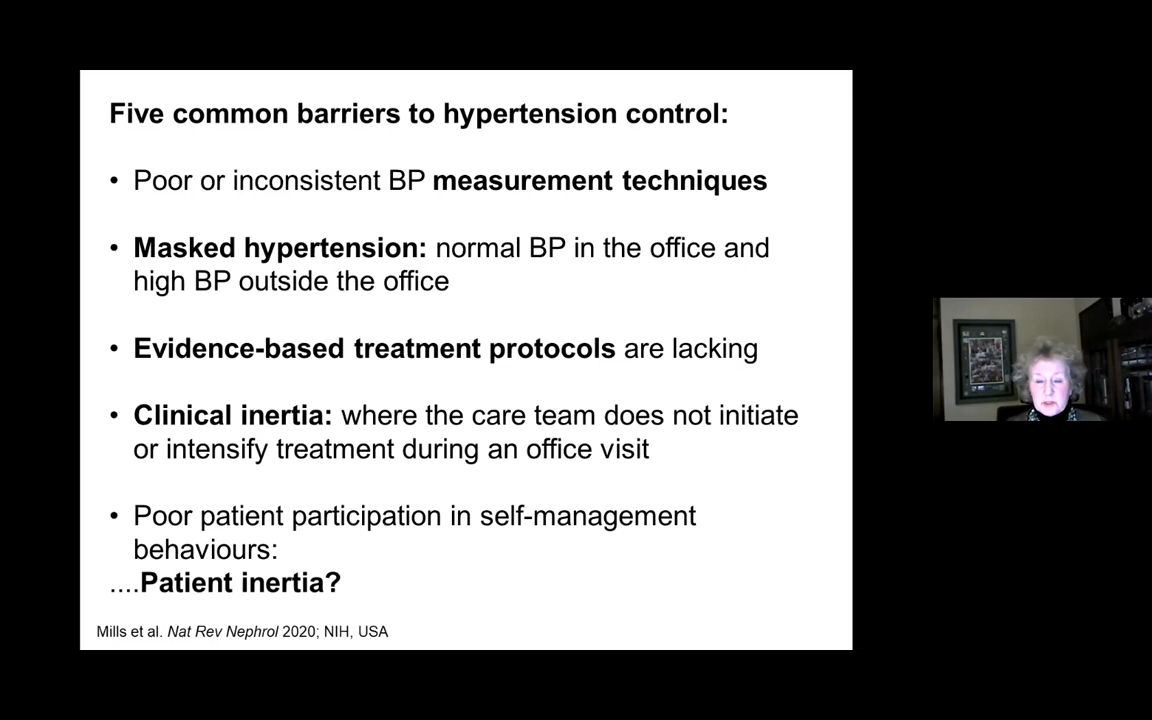 Five common barriers to hypertension control:
• Poor or inconsistent BP measurement techniques
• Masked hypertension: normal BP in the office and
high BP outside the office
• Evidence-based treatment protocols are lacking
• Clinical inertia: where the care team does not initiate
or intensify treatment during an office visit
• Poor patient participation in self-management
behaviours:
....Patient inertia?
Mills et al. Nat Rev Nephrol 2020; NIH, USA